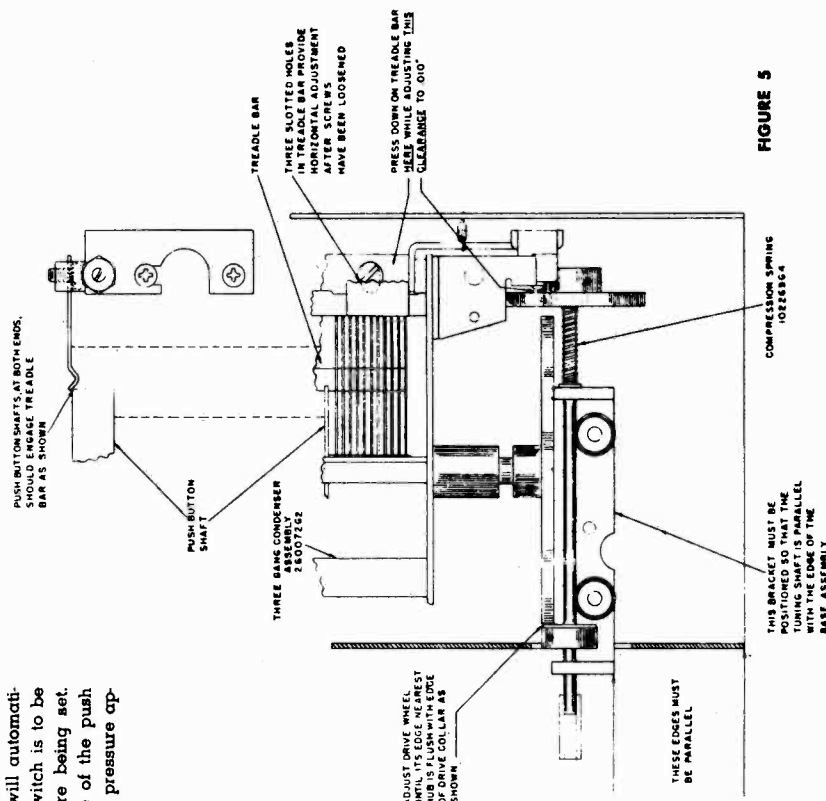 will automati-
witch is to be
re being set.
of the push
pressure ap-
PUSH BUTTON SHAFTS, AT BOTH ENDS,
SHOULD ENGAGE TREADLE
BAR AS SHOWN
PUSH BUTTON
SHAFT
THREE GANG CONDENSER
ASSEMBLY
26007262
TREADLE BAR
THREE SLOTTED HOLES
IN TREADLE BAR PROVIDE
HORIZONTAL ADJUSTMENT
AFTER SCREWS
HAVE BEEN LOOSENED
PRESS DOWN ON TREADLE BAR
HERE WHILE ADJUSTING THIS
CLEARANCE TO .010"
ADJUST DRIVE WHEEL
UNTIL ITS EDGE NEAREST
HUB IS FLUSH WITH EDGE
OF DRIVE COLLAR AS
SHOWN
THESE EDGES MUST
BE PARALLEL
THIS BRACKET MUST BE
POSITIONED SO THAT THE
TUNING SHAFT IS PARALLEL
WITH THE EDGE OF THE
BASE ASSEMBLY
COMPRESSION SPRING
10226964
FIGURE 5